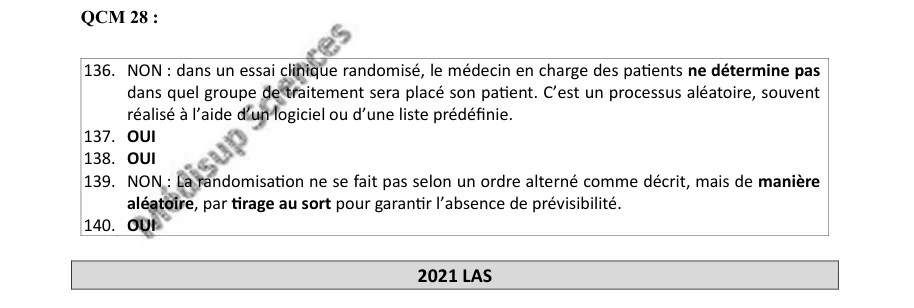 QCM 28 :
136. NON : dans un essai clinique randomisé, le médecin en charge des patients ne détermine pas
dans quel groupe de traitement sera placé son patient. C'est un processus aléatoire, souvent
réalisé à l'aide d'un logiciel ou d'une liste prédéfinie.
137. OUI
138. OUI
139. NON : La randomisation ne se fait pas selon un ordre alterné comme décrit, mais de manière
aléatoire, par tirage au sort pour garantir l'absence de prévisibilité.
140. OUI
Médisup Sciences
2021 LAS